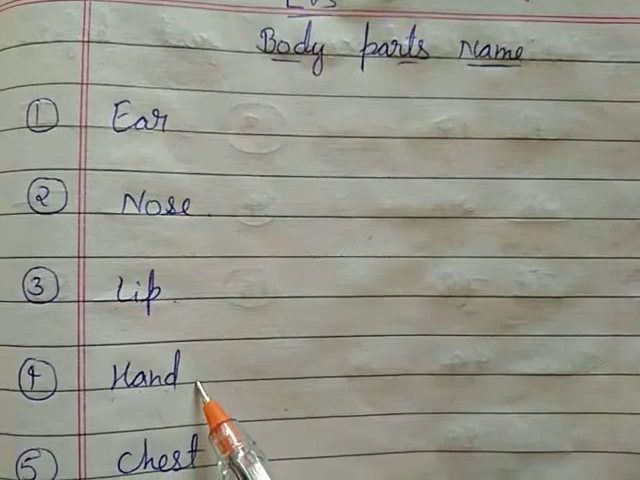 Body parts Name
① Ear
② Nose
③ Lip
④ Hand
⑤ Chest